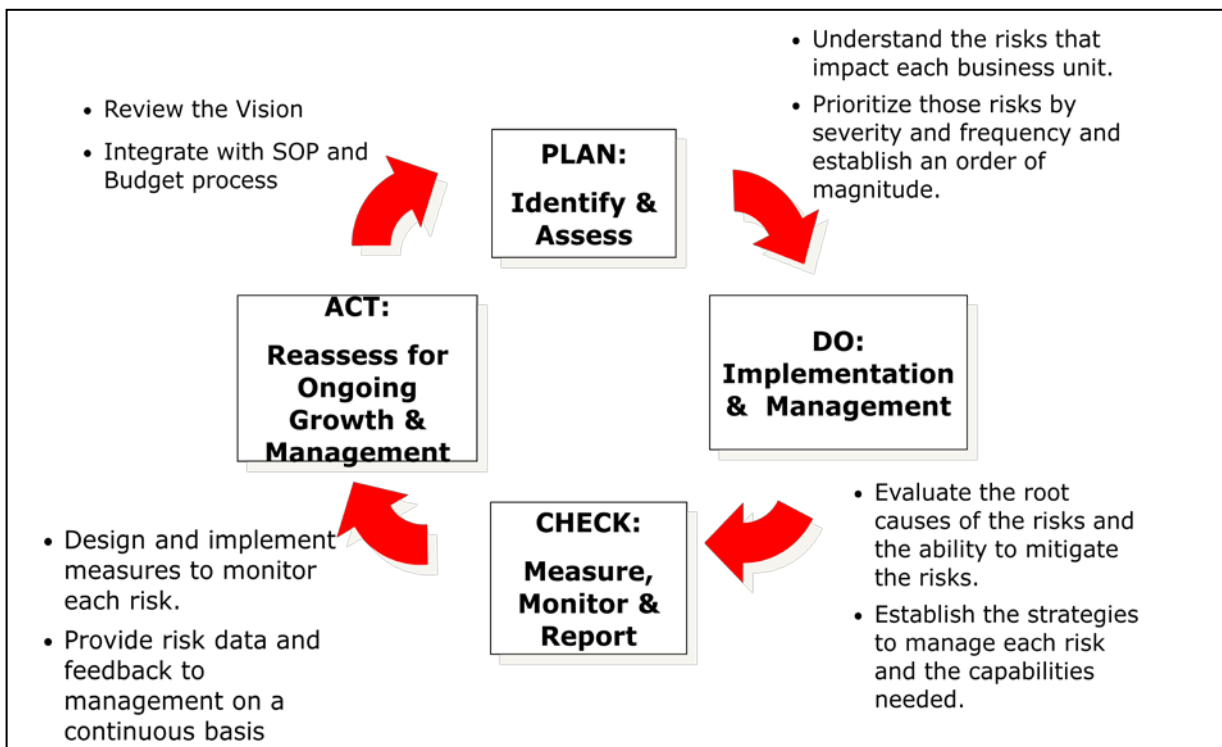 • Review the Vision
• Integrate with SOP and
Budget process
PLAN:
Identify &
Assess
• Understand the risks that
impact each business unit.
• Prioritize those risks by
severity and frequency and
establish an order of
magnitude.
ACT:
Reassess for
Ongoing
Growth &
Management
DO:
Implementation
& Management
• Design and implement
measures to monitor
each risk.
• Provide risk data and
feedback to
management on a
continuous basis
CHECK:
Measure,
Monitor &
Report
• Evaluate the root
causes of the risks and
the ability to mitigate
the risks.
• Establish the strategies
to manage each risk
and the capabilities
needed.